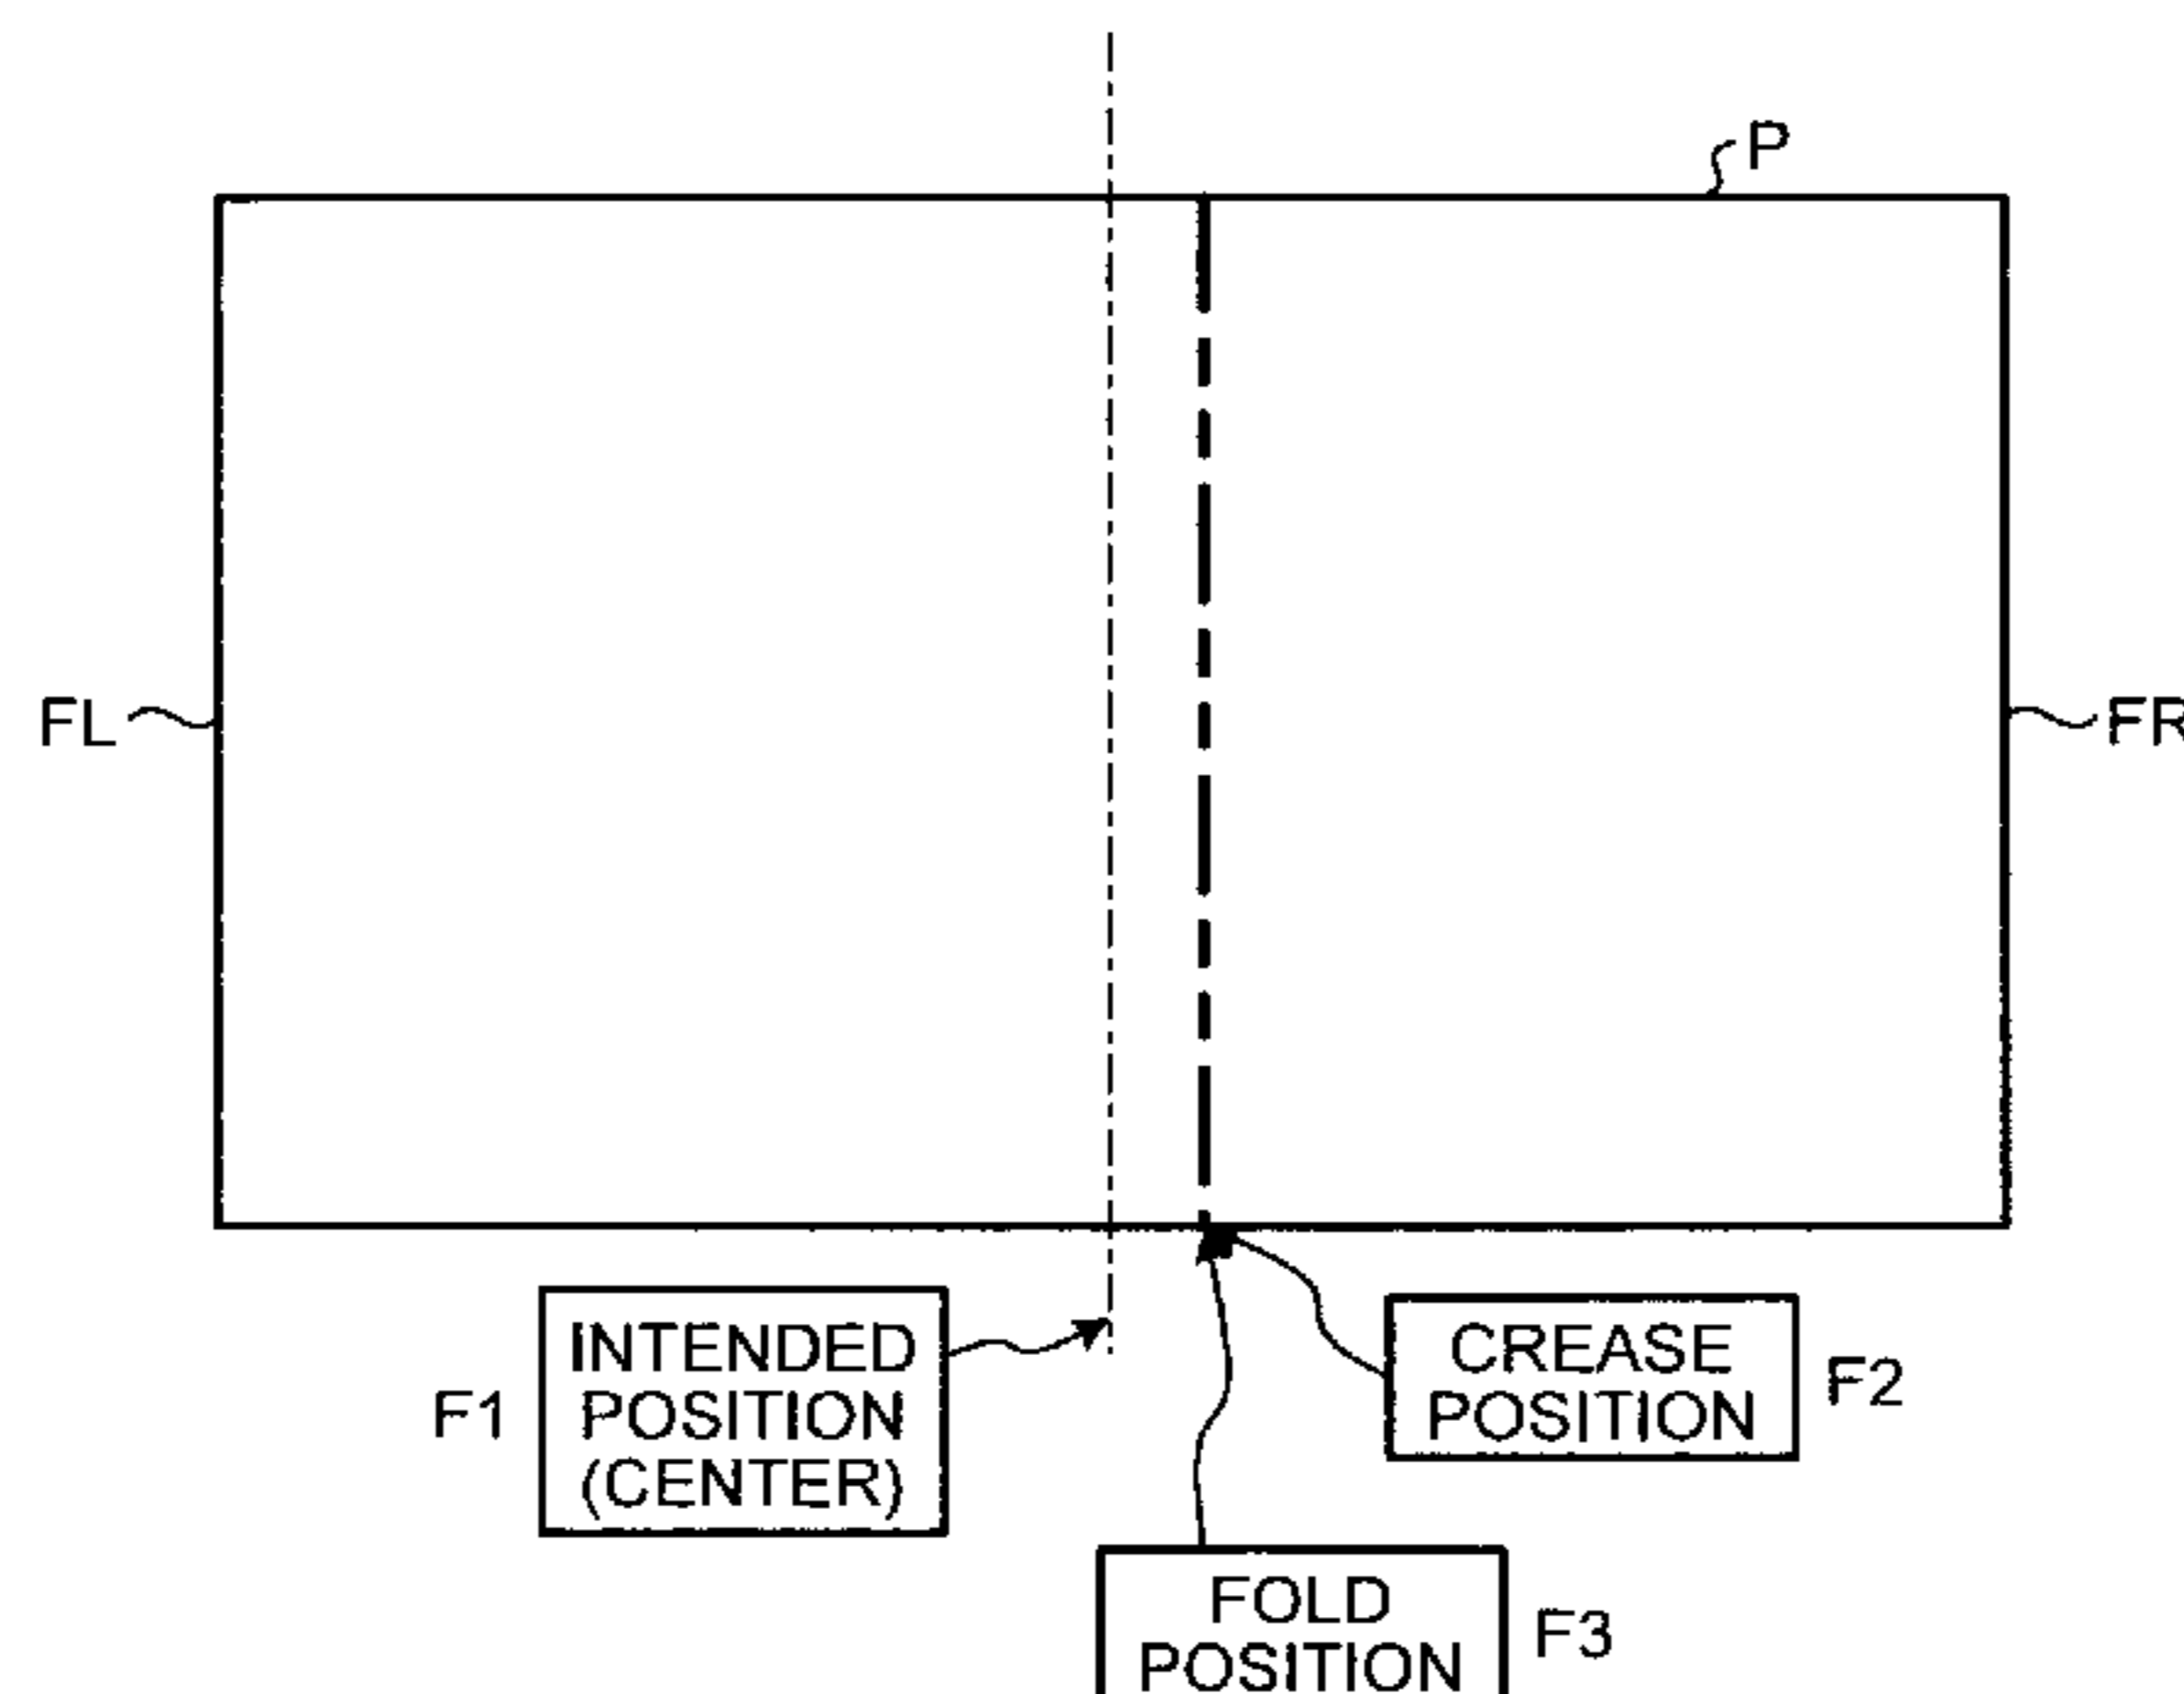 P
FL
FR
INTENDED
POSITION
(CENTER)
F1
CREASE
POSITION
F2
FOLD
POSITION
F3